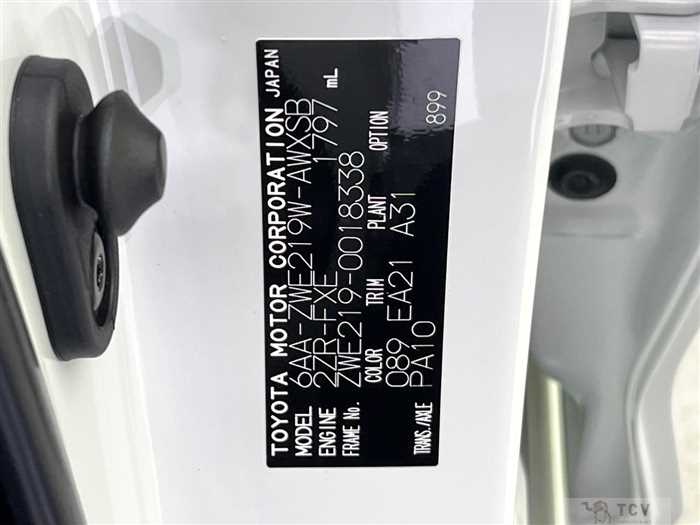 TOYOTA MOTOR CORPORATION JAPAN
MODEL 6AA-ZWE219W-AWXSB
ENGINE 2ZR-FXE 1797 mL
FRAME No. ZWE219-0018338
COLOR TRIM PLANT OPTION
089 EA21 A31
TRANS./AXLE PA10 899
TCV